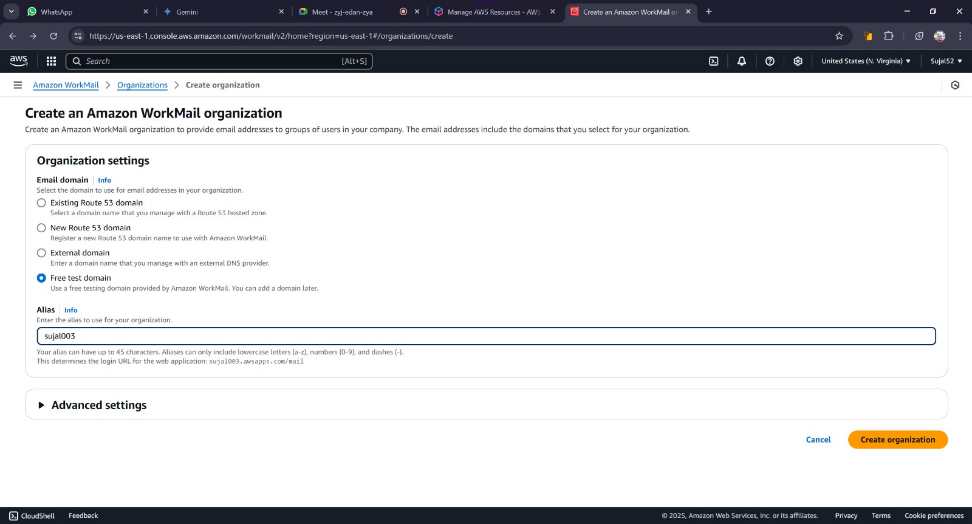 WhatsApp
Gemini
Meet - zyj-edan-zya
Manage AWS Resources - AWS
Create an Amazon WorkMail or
https://us-east-1.console.aws.amazon.com/workmail/v2/home?region=us-east-1#/organizations/create
aws
Search [Alt+S]
United States (N. Virginia)
Sujal52
Amazon WorkMail > Organizations > Create organization
Create an Amazon WorkMail organization
Create an Amazon WorkMail organization to provide email addresses to groups of users in your company. The email addresses include the domains that you select for your organization.
Organization settings
Email domain | Info
Select the domain to use for email addresses in your organization.
Existing Route 53 domain
Select a domain name that you manage with a Route 53 hosted zone.
New Route 53 domain
Register a new Route 53 domain name to use with Amazon WorkMail.
External domain
Enter a domain name that you manage with an external DNS provider.
Free test domain
Use a free testing domain provided by Amazon WorkMail. You can add a domain later.
Alias | Info
Enter the alias to use for your organization.
sujal003
Your alias can have up to 45 characters. Aliases can only include lowercase letters (a-z), numbers (0-9), and dashes (-).
This determines the login URL for the web application: sujal003.awsapps.com/mail
Advanced settings
Cancel
Create organization
CloudShell
Feedback
© 2025, Amazon Web Services, Inc. or its affiliates.
Privacy
Terms
Cookie preferences